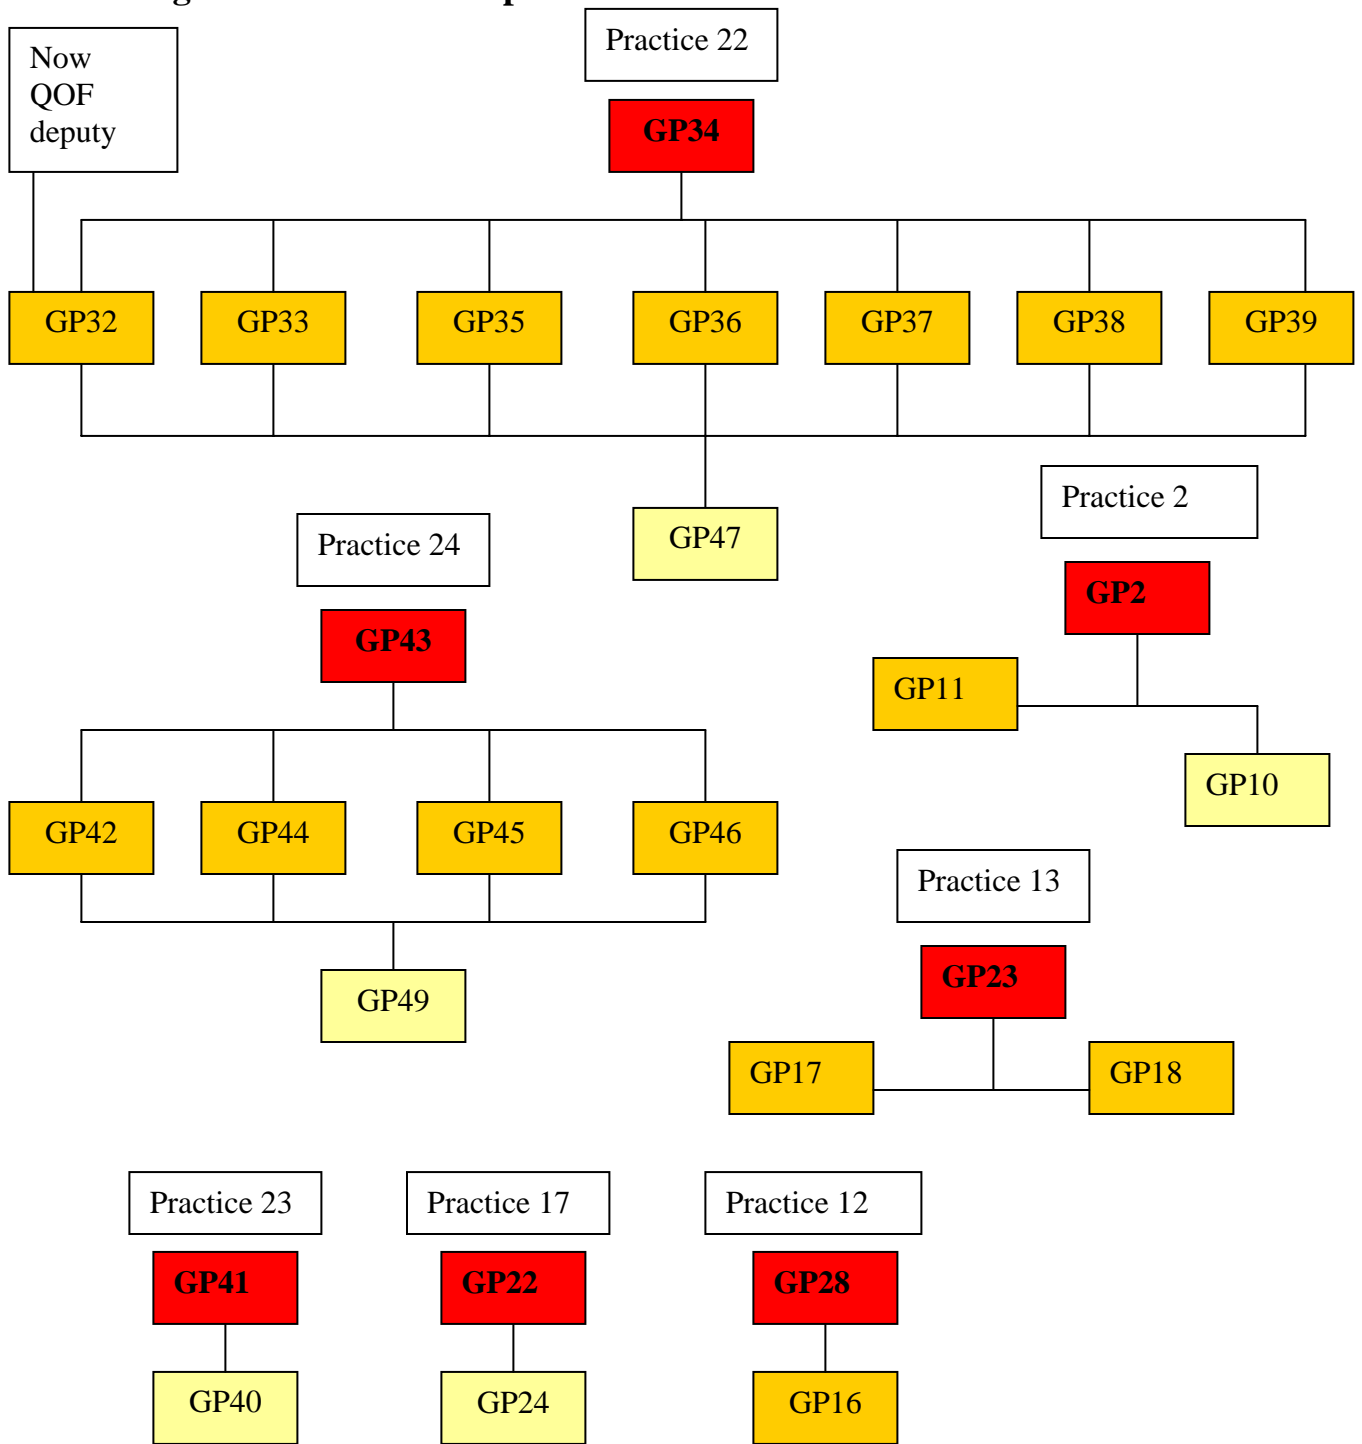 Practice 22
Now
QOF
deputy
GP34
GP32 GP33 GP35 GP36 GP37 GP38 GP39
GP47
Practice 2
GP2
GP11
GP10
Practice 24
GP43
GP42 GP44 GP45 GP46
GP49
Practice 13
GP23
GP17 GP18
Practice 23 Practice 17 Practice 12
GP41 GP22 GP28
GP40 GP24 GP16